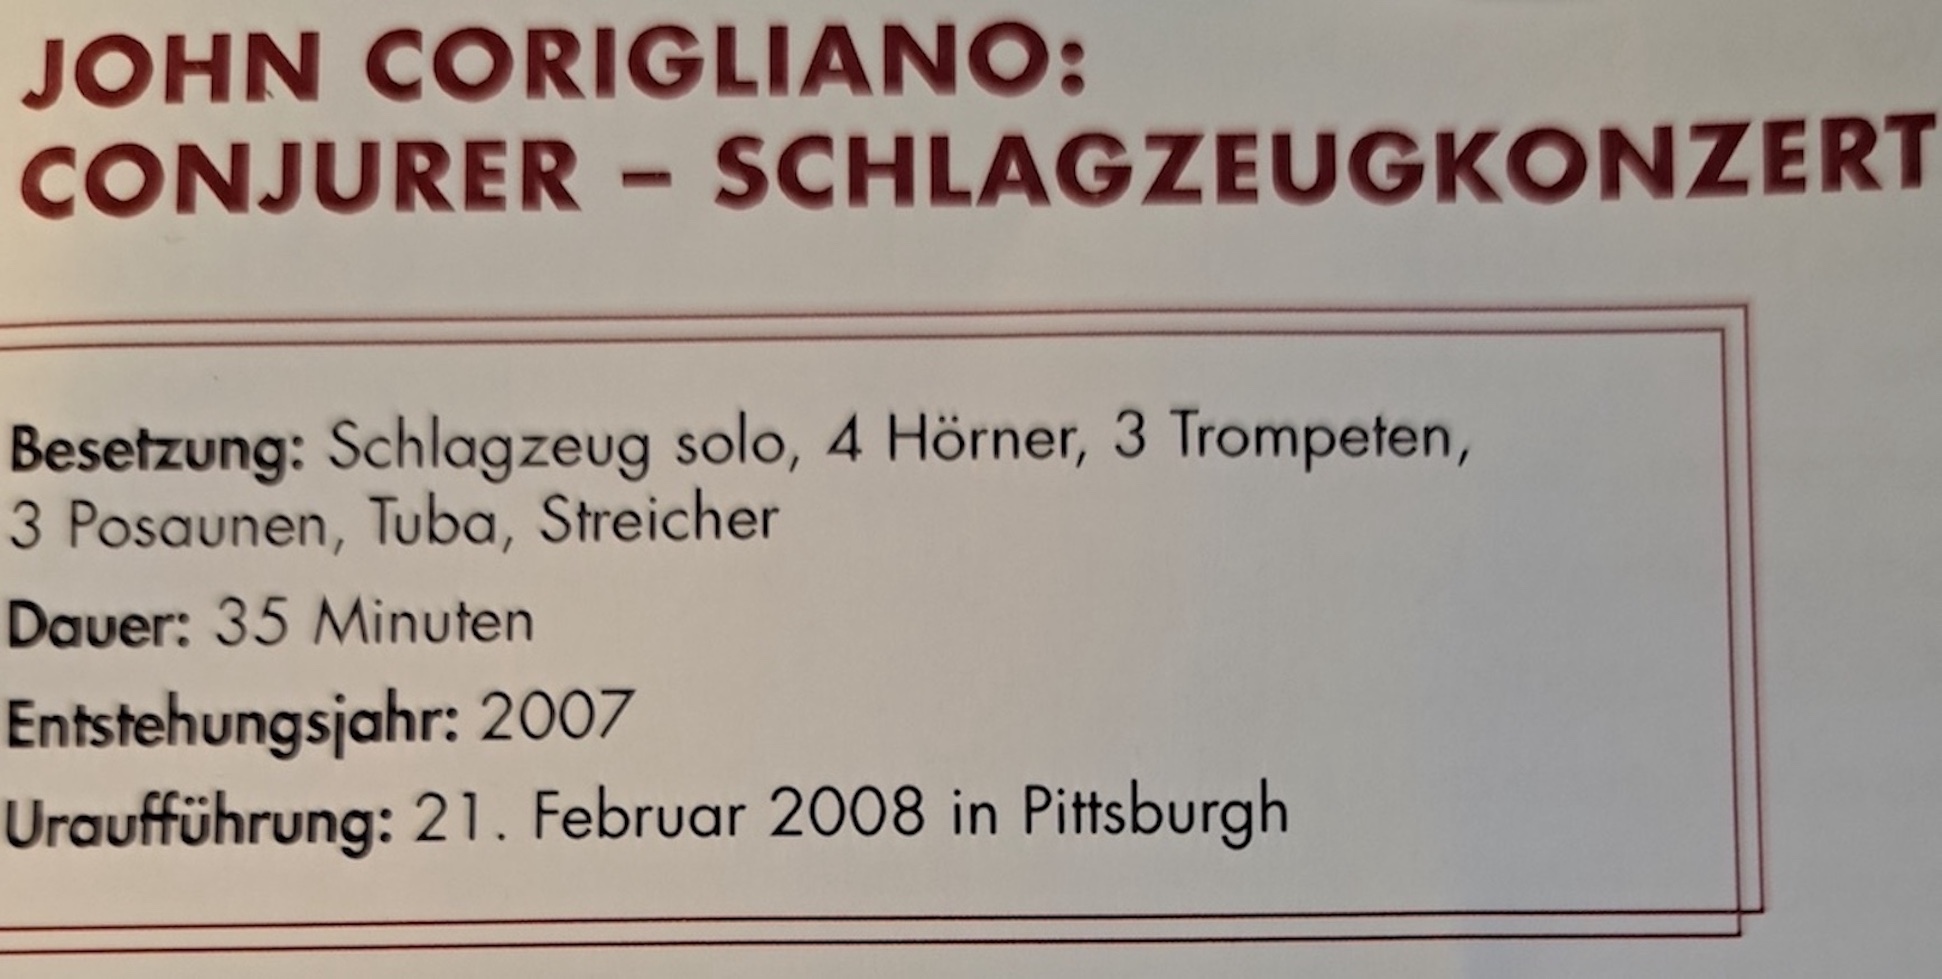 JOHN CORIGLIANO:
CONJURER – SCHLAGZEUGKONZERT
Besetzung: Schlagzeug solo, 4 Hörner, 3 Trompeten,
3 Posaunen, Tuba, Streicher
Dauer: 35 Minuten
Entstehungsjahr: 2007
Uraufführung: 21. Februar 2008 in Pittsburgh